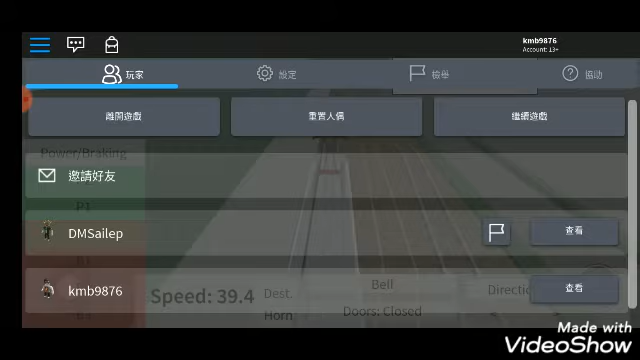 kmb9876
Account: 13+
玩家
設定
檢舉
協助
離開遊戲
重置人偶
繼續遊戲
Power/Braking
邀請好友
DMSailep
查看
kmb9876
查看
Speed: 39.4
Dest.
Bell
Horn
Doors: Closed
Made with
VideoShow